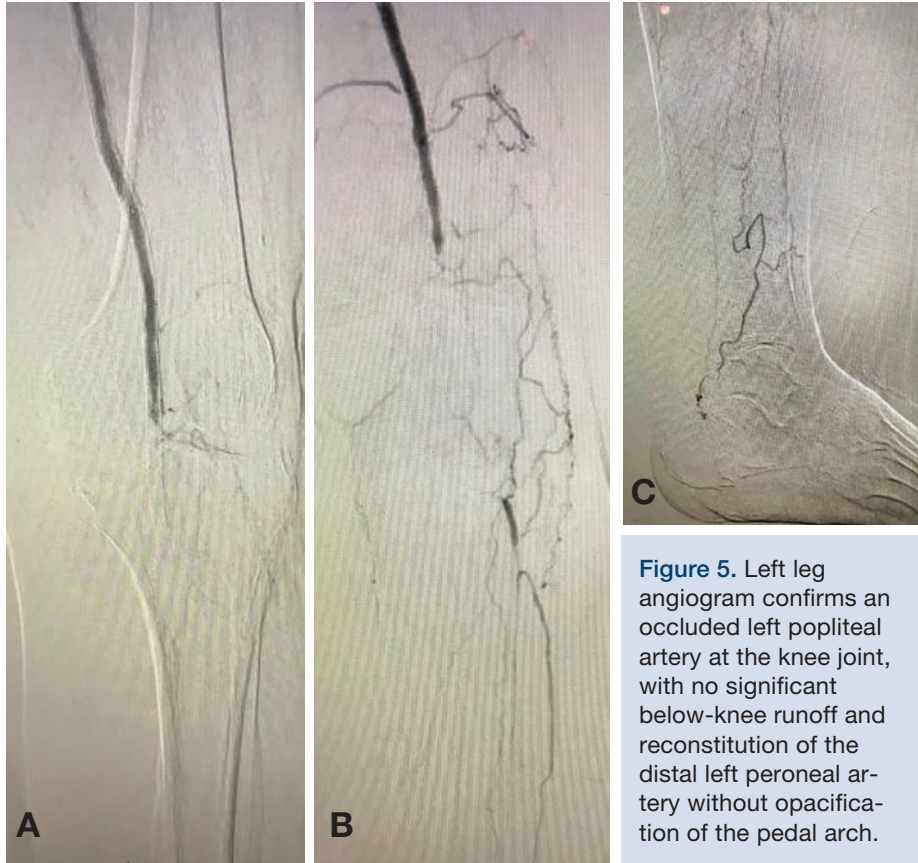 A
B
C
Figure 5. Left leg
angiogram confirms an
occluded left popliteal
artery at the knee joint,
with no significant
below-knee runoff and
reconstitution of the
distal left peroneal ar-
tery without opacifica-
tion of the pedal arch.